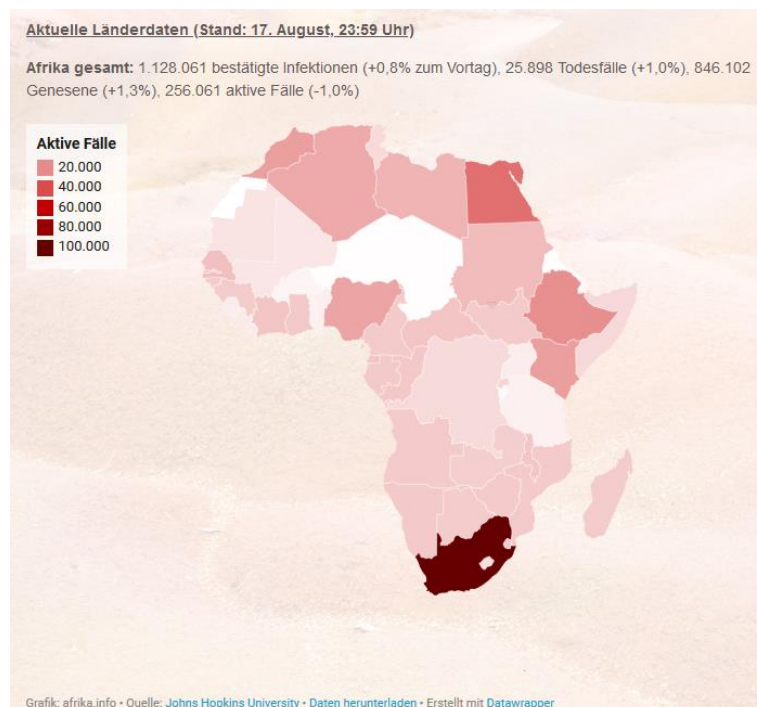 Aktuelle Länderdaten (Stand: 17. August, 23:59 Uhr)
Afrika gesamt: 1.128.061 bestätigte Infektionen (+0,8% zum Vortag), 25.898 Todesfälle (+1,0%), 846.102
Genesene (+1,3%), 256.061 aktive Fälle (-1,0%)
Aktive Fälle
20.000
40.000
60.000
80.000
100.000
Grafik: afrika.info • Quelle: Johns Hopkins University • Daten herunterladen • Erstellt mit Datawrapper